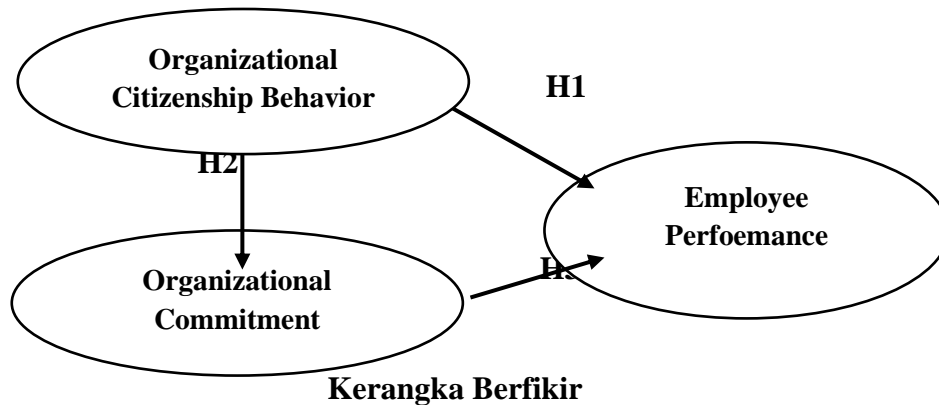 Organizational
Citizenship Behavior
H1
H2
Employee
Perfoemance
Organizational
Commitment
Kerangka Berfikir